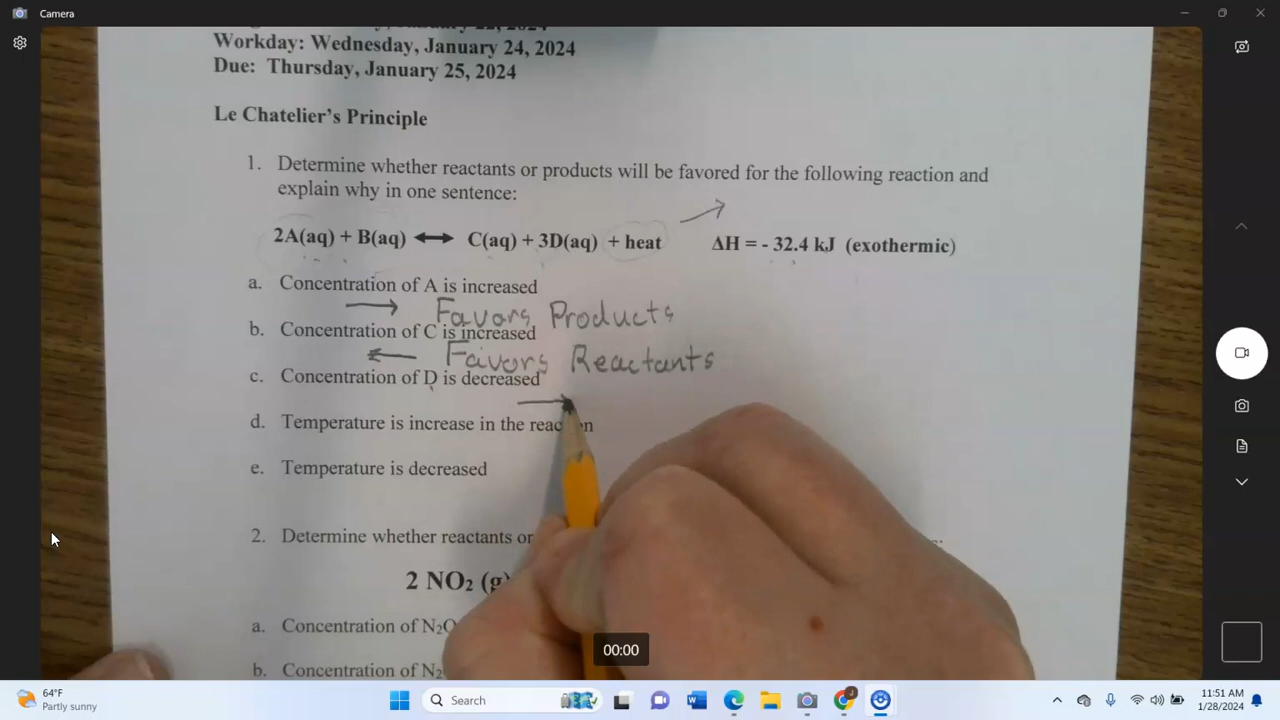 Camera
Workday: Wednesday, January 24, 2024
Due: Thursday, January 25, 2024
Le Chatelier's Principle
1. Determine whether reactants or products will be favored for the following reaction and
explain why in one sentence:
2A(aq) + B(aq) ↔ C(aq) + 3D(aq) + heat ΔH = - 32.4 kJ (exothermic)
a. Concentration of A is increased
→ Favors Products
b. Concentration of C is increased
← Favors Reactants
c. Concentration of D is decreased
→
d. Temperature is increase in the reac on
e. Temperature is decreased
2. Determine whether reactants or
2 NO₂ (g)
a. Concentration of N₂O
b. Concentration of N₂
00:00
64°F
Partly sunny
Search
11:51 AM
1/28/2024